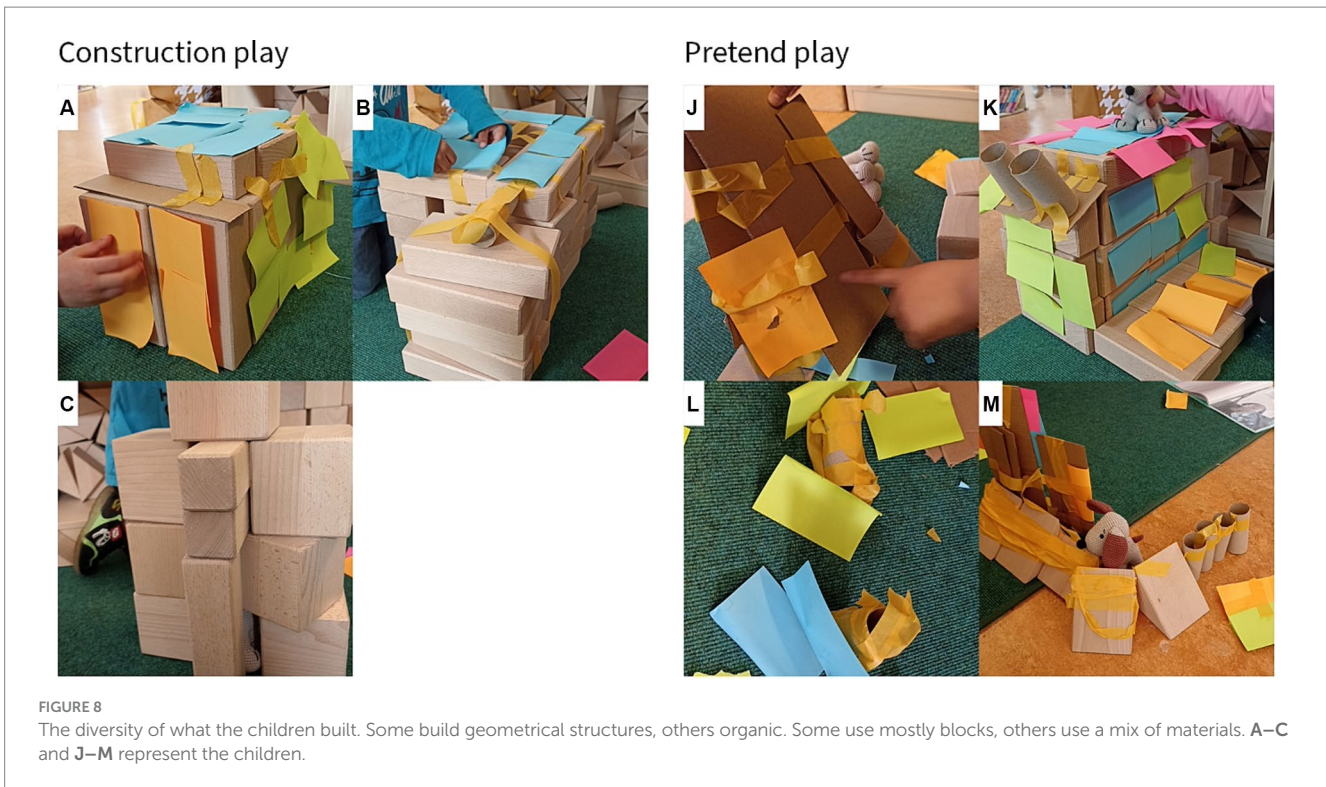 Construction play
Pretend play
A
B
J
K
C
L
M
FIGURE 8
The diversity of what the children built. Some build geometrical structures, others organic. Some use mostly blocks, others use a mix of materials. A–C
and J–M represent the children.